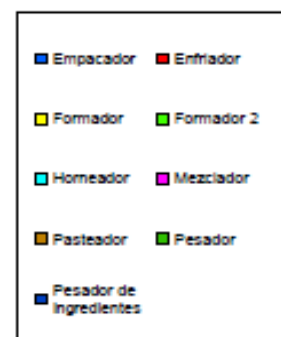 Empacador Enfriador
Formador Formador 2
Horneador Mezclador
Pasteador Pesador
Pesador de
Ingredientes